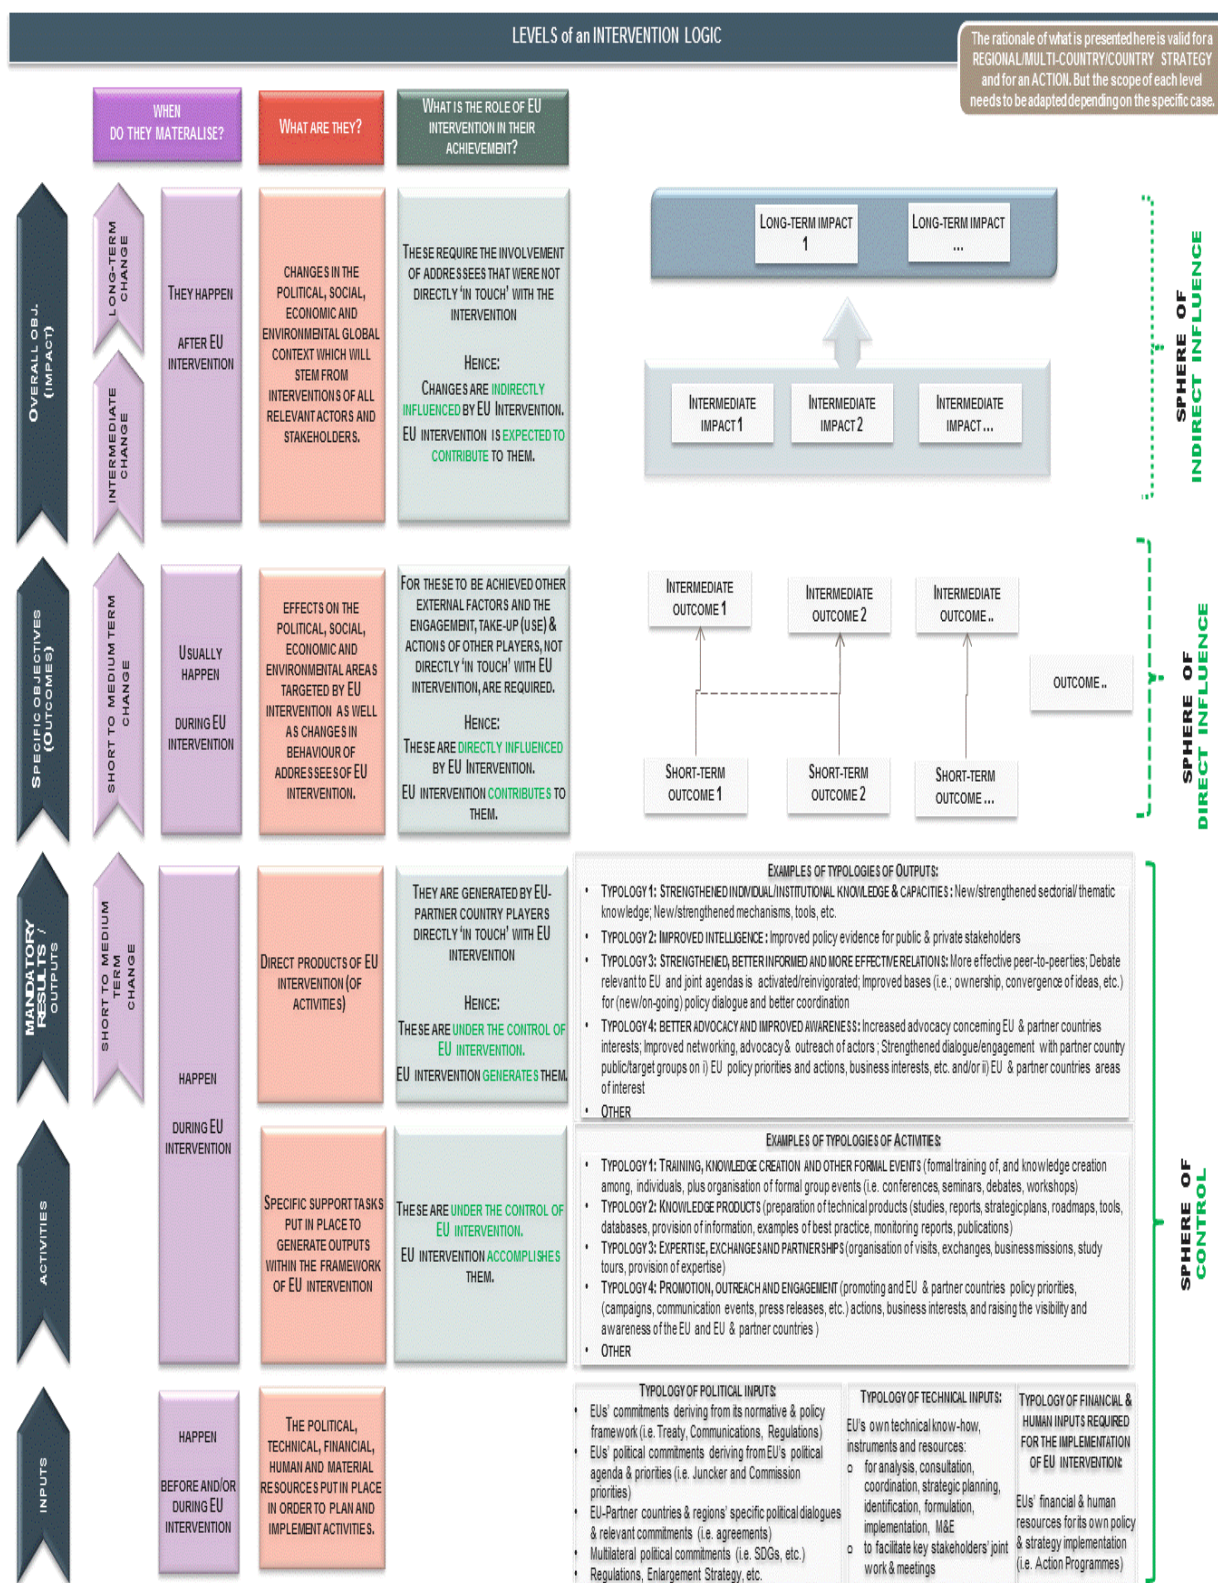 LEVELS of an INTERVENTION LOGIC
The rationale of what is presented here is valid for a
REGIONAL/MULTI-COUNTRY/COUNTRY STRATEGY
and for an ACTION. But the scope of each level
needs to be adapted depending on the specific case.
WHEN
DO THEY MATERALISE?
WHAT ARE THEY?
WHAT IS THE ROLE OF EU
INTERVENTION IN THEIR
ACHIEVEMENT?
OVERALL OBJ.
(IMPACT)
LONG-TERM
CHANGE
INTERMEDIATE
CHANGE
THEY HAPPEN
AFTER EU
INTERVENTION
CHANGES IN THE
POLITICAL, SOCIAL,
ECONOMIC AND
ENVIRONMENTAL GLOBAL
CONTEXT WHICH WILL
STEM FROM
INTERVENTIONS OF ALL
RELEVANT ACTORS AND
STAKEHOLDERS.
THESE REQUIRE THE INVOLVEMENT
OF ADDRESSEES THAT WERE NOT
DIRECTLY 'IN TOUCH' WITH THE
INTERVENTION
HENCE:
CHANGES ARE INDIRECTLY
INFLUENCED BY EU INTERVENTION.
EU INTERVENTION IS EXPECTED TO
CONTRIBUTE TO THEM.
LONG-TERM IMPACT
1
LONG-TERM IMPACT
...
INTERMEDIATE
IMPACT 1
INTERMEDIATE
IMPACT 2
INTERMEDIATE
IMPACT...
SPHERE OF
INDIRECT INFLUENCE
SPECIFIC OBJECTIVES
(OUTCOMES)
SHORT TO MEDIUM TERM
CHANGE
USUALLY
HAPPEN
DURING EU
INTERVENTION
EFFECTS ON THE
POLITICAL, SOCIAL,
ECONOMIC AND
ENVIRONMENTAL AREAS
TARGETED BY EU
INTERVENTION AS WELL
AS CHANGES IN
BEHAVIOUR OF
ADDRESSEES OF EU
INTERVENTION.
FOR THESE TO BE ACHIEVED OTHER
EXTERNAL FACTORS AND THE
ENGAGEMENT, TAKE-UP (USE) &
ACTIONS OF OTHER PLAYERS, NOT
DIRECTLY 'IN TOUCH' WITH EU
INTERVENTION, ARE REQUIRED.
HENCE:
THESE ARE DIRECTLY INFLUENCED
BY EU INTERVENTION.
EU INTERVENTION CONTRIBUTES TO
THEM.
INTERMEDIATE
OUTCOME 1
INTERMEDIATE
OUTCOME 2
INTERMEDIATE
OUTCOME..
OUTCOME ..
SHORT-TERM
OUTCOME 1
SHORT-TERM
OUTCOME 2
SHORT-TERM
OUTCOME ...
SPHERE OF
DIRECT INFLUENCE
MANDATORY
RESULTS /
OUTPUTS
SHORT TO MEDIUM
TERM
CHANGE
HAPPEN
DURING EU
INTERVENTION
DIRECT PRODUCTS OF EU
INTERVENTION (OF
ACTIVITIES)
THEY ARE GENERATED BY EU-
PARTNER COUNTRY PLAYERS
DIRECTLY 'IN TOUCH' WITH EU
INTERVENTION
HENCE:
THESE ARE UNDER THE CONTROL OF
EU INTERVENTION.
EU INTERVENTION GENERATES THEM.
EXAMPLES OF TYPOLOGIES OF OUTPUTS:
• TYPOLOGY 1: STRENGTHENED INDIVIDUAL/INSTITUTIONAL KNOWLEDGE & CAPACITIES: New/strengthened sectorial/ thematic
knowledge; New/strengthened mechanisms, tools, etc.
• TYPOLOGY 2: IMPROVED INTELLIGENCE: Improved policy evidence for public & private stakeholders
• TYPOLOGY 3: STRENGTHENED, BETTER INFORMED AND MORE EFFECTIVE RELATIONS: More effective peer-to-peerties; Debate
relevant to EU and joint agendas is activated/reinvigorated; Improved bases (i.e.; ownership, convergence of ideas, etc.)
for (new/on-going) policy dialogue and better coordination
• TYPOLOGY 4: BETTER ADVOCACY AND IMPROVED AWARENESS: Increased advocacy concerning EU & partner countries
interests; Improved networking, advocacy & outreach of actors ; Strengthened dialogue/engagement with partner country
public/target groups on i) EU policy priorities and actions, business interests, etc. and/or ii) EU & partner countries areas
of interest
• OTHER
ACTIVITIES
SPECIFIC SUPPORT TASKS
PUT IN PLACE TO
GENERATE OUTPUTS
WITHIN THE FRAMEWORK
OF EU INTERVENTION
THESE ARE UNDER THE CONTROL OF
EU INTERVENTION.
EU INTERVENTION ACCOMPLISHES
THEM.
EXAMPLES OF TYPOLOGIES OF ACTIVITIES:
• TYPOLOGY 1: TRAINING, KNOWLEDGE CREATION AND OTHER FORMAL EVENTS (formal training of, and knowledge creation
among, individuals, plus organisation of formal group events (i.e. conferences, seminars, debates, workshops)
• TYPOLOGY 2: KNOWLEDGE PRODUCTS (preparation of technical products (studies, reports, strategic plans, roadmaps, tools,
databases, provision of information, examples of best practice, monitoring reports, publications)
• TYPOLOGY 3: EXPERTISE, EXCHANGES AND PARTNERSHIPS (organisation of visits, exchanges, business missions, study
tours, provision of expertise)
• TYPOLOGY 4: PROMOTION, OUTREACH AND ENGAGEMENT (promoting and EU & partner countries policy priorities,
(campaigns, communication events, press releases, etc.) actions, business interests, and raising the visibility and
awareness of the EU and EU & partner countries )
• OTHER
SPHERE OF
CONTROL
INPUTS
HAPPEN
BEFORE AND/OR
DURING EU
INTERVENTION
THE POLITICAL,
TECHNICAL, FINANCIAL,
HUMAN AND MATERIAL
RESOURCES PUT IN PLACE
IN ORDER TO PLAN AND
IMPLEMENT ACTIVITIES.
TYPOLOGY OF POLITICAL INPUTS:
• EUs' commitments deriving from its normative & policy
framework (i.e. Treaty, Communications, Regulations)
• EUs' political commitments deriving from EU's political
agenda & priorities (i.e. Juncker and Commission
priorities)
• EU-Partner countries & regions' specific political dialogues
& relevant commitments (i.e. agreements)
• Multilateral political commitments (i.e. SDGs, etc.)
• Regulations, Enlargement Strategy, etc.
TYPOLOGY OF TECHNICAL INPUTS:
EU's own technical know-how,
instruments and resources:
o for analysis, consultation,
coordination, strategic planning,
identification, formulation,
implementation, M&E
o to facilitate key stakeholders' joint
work & meetings
TYPOLOGY OF FINANCIAL &
HUMAN INPUTS REQUIRED
FOR THE IMPLEMENTATION
OF EU INTERVENTION:
EUs' financial & human
resources for its own policy
& strategy implementation
(i.e. Action Programmes)